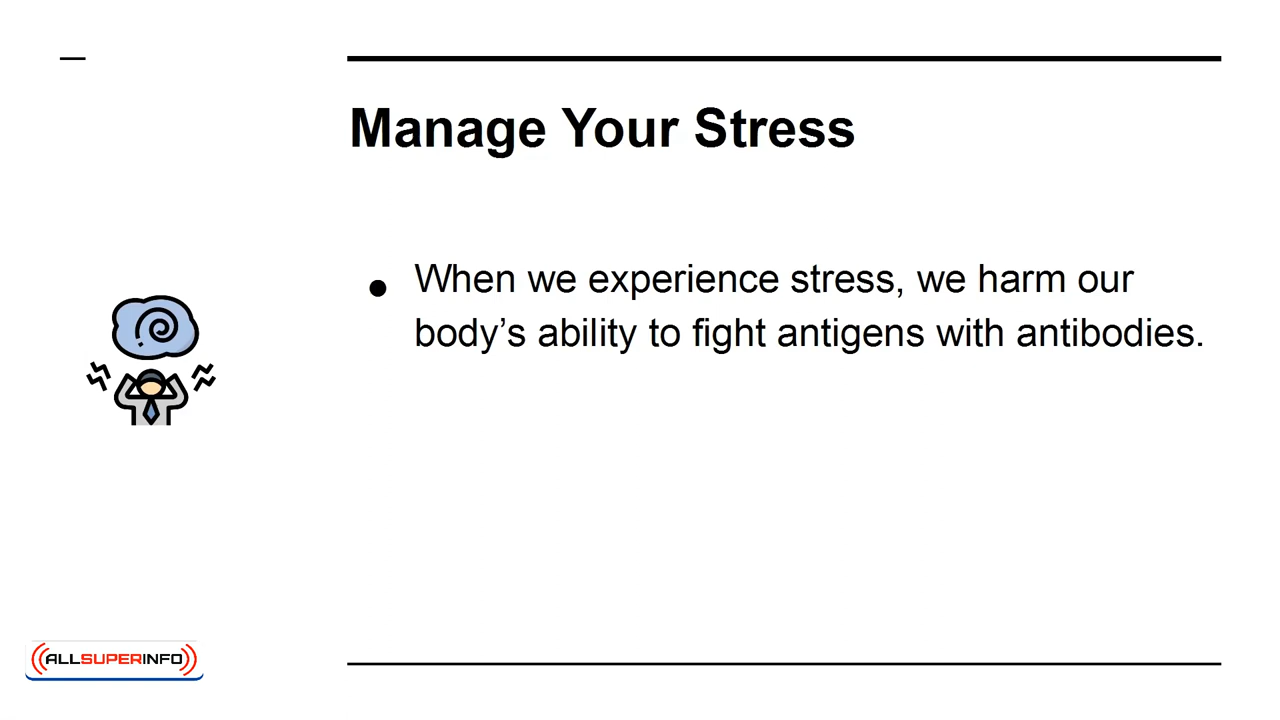 Manage Your Stress
• When we experience stress, we harm our
body’s ability to fight antigens with antibodies.
ALLSUPERINFO